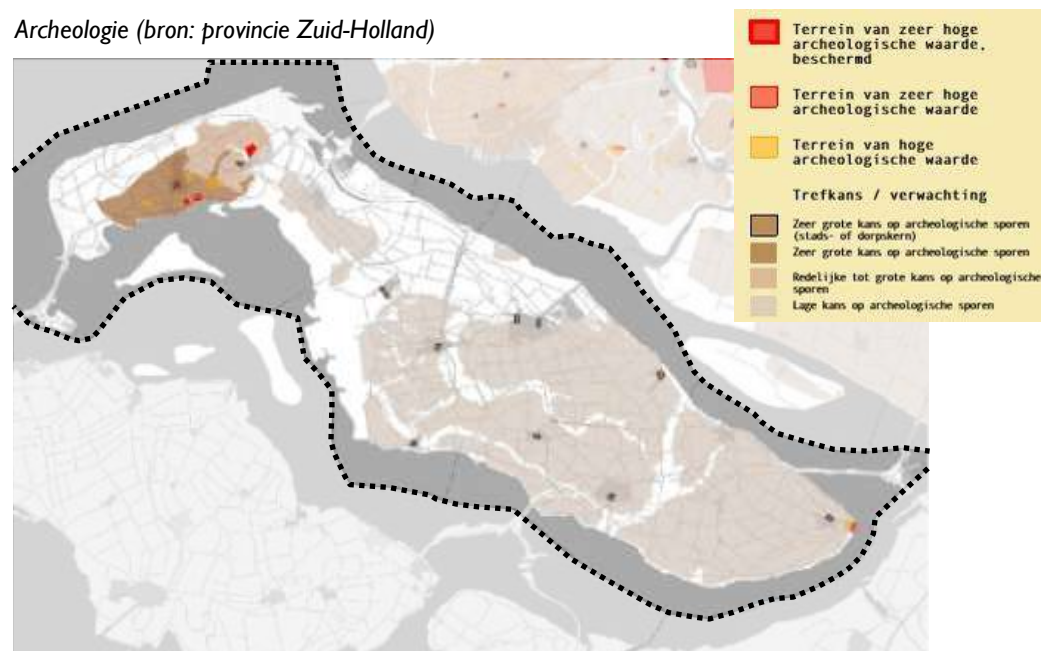 Archeologie (bron: provincie Zuid-Holland)
Terrein van zeer hoge
archeologische waarde,
beschermd
Terrein van zeer hoge
archeologische waarde
Terrein van hoge
archeologische waarde
Trefkans / verwachting
Zeer grote kans op archeologische sporen
(stads- of dorpskern)
Zeer grote kans op archeologische sporen
Redelijke tot grote kans op archeologische
sporen
Lage kans op archeologische sporen